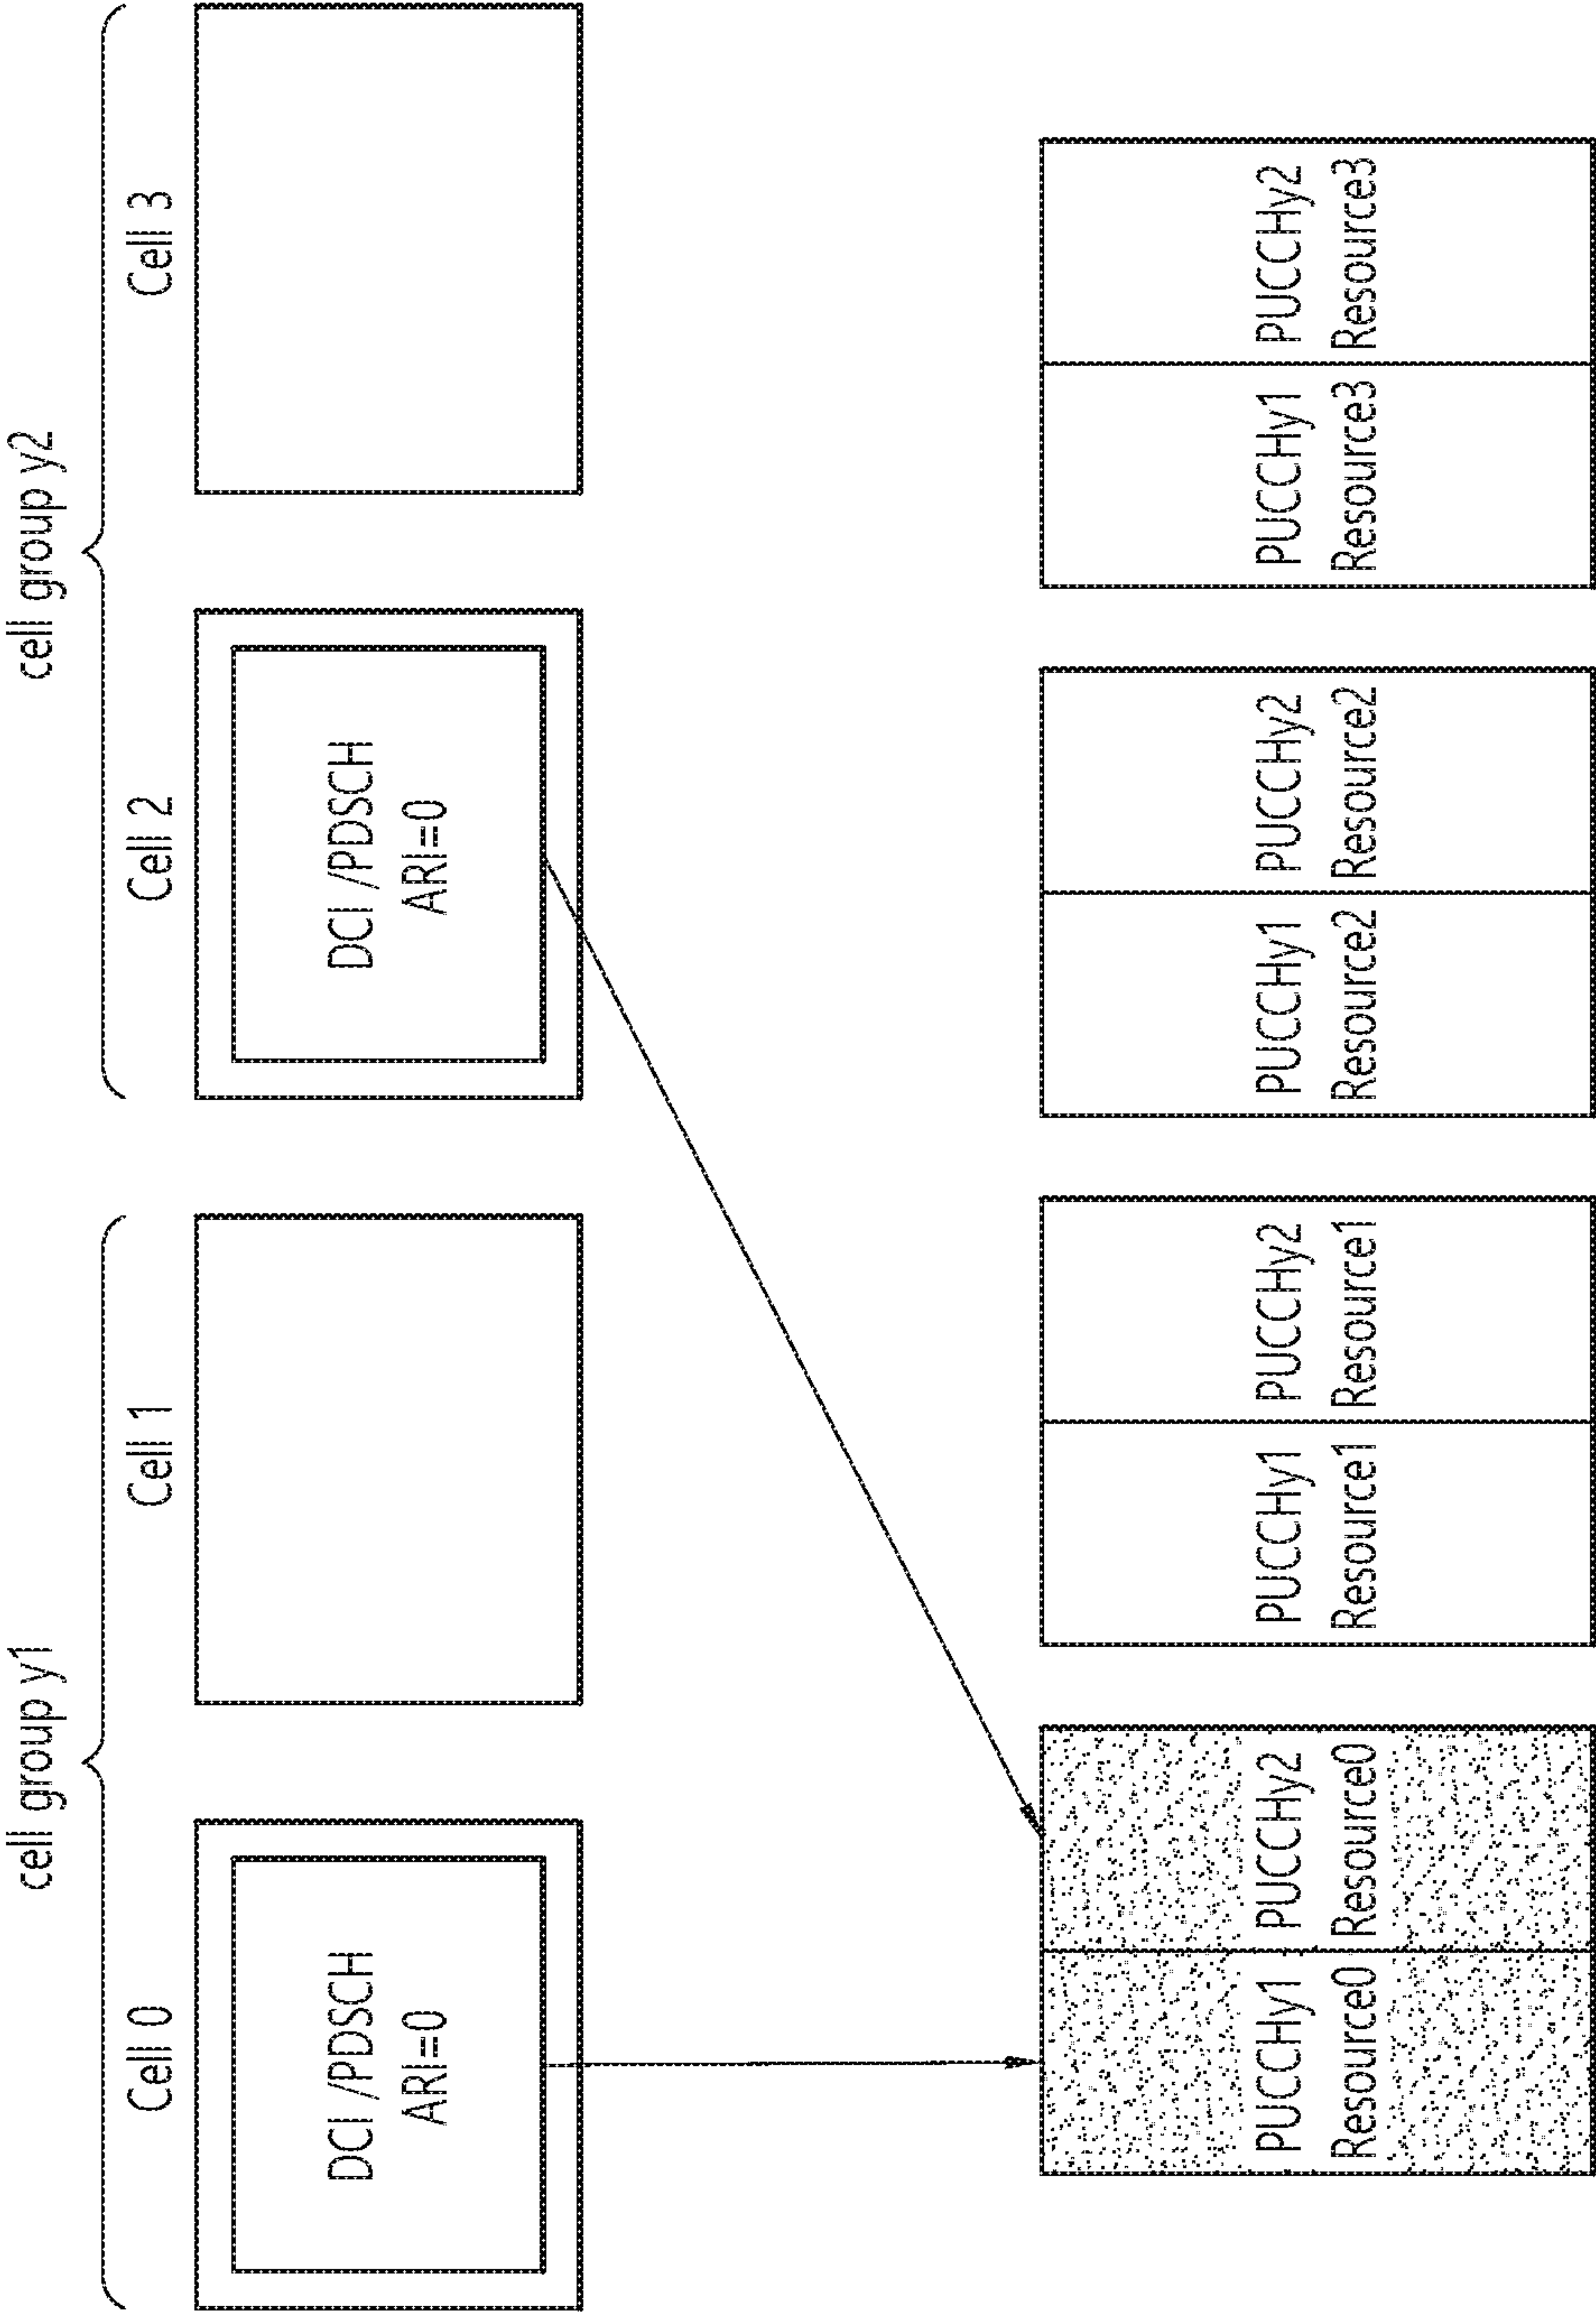 cell group y1
cell group y2
Cell 0
Cell 1
Cell 2
Cell 3
DCI /PDSCH
ARI=0
DCI /PDSCH
ARI=0
PUCCHy1
Resource0
PUCCHy2
Resource0
PUCCHy1
Resource1
PUCCHy2
Resource1
PUCCHy1
Resource2
PUCCHy2
Resource2
PUCCHy1
Resource3
PUCCHy2
Resource3